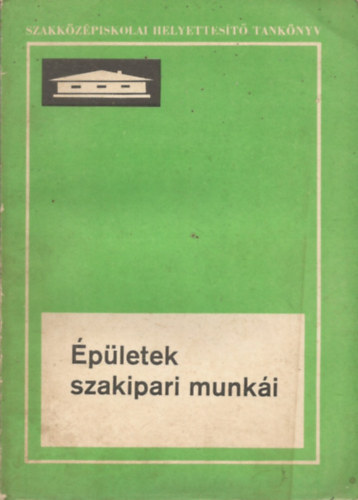 SZAKKÖZÉPISKOLAI HELYETTESÍTŐ TANKÖNYV
Épületek
szakipari munkái